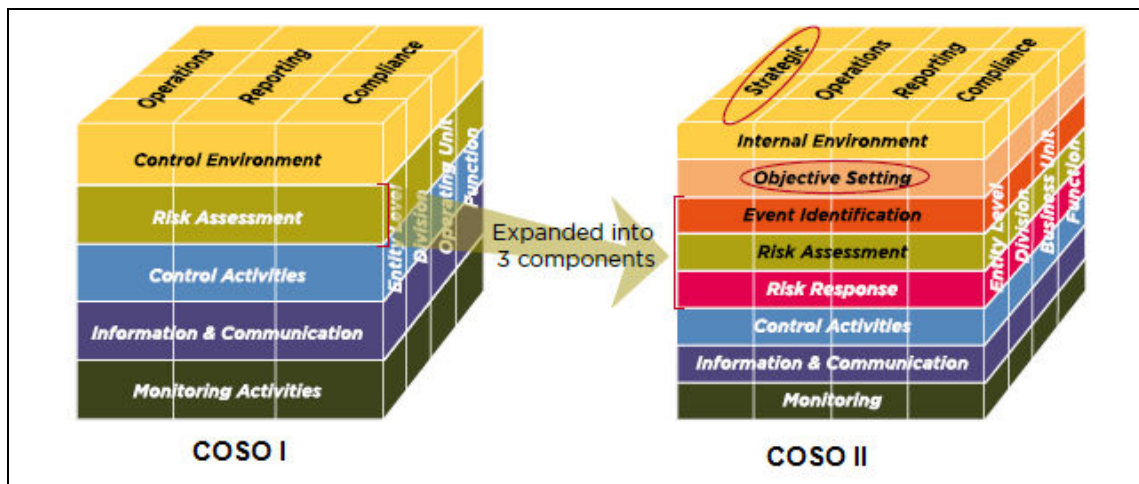 Operations
Reporting
Compliance
Control Environment
Risk Assessment
Control Activities
Information & Communication
Monitoring Activities
Entity Level
Division
Operating Unit
Function
COSO I
Expanded into
3 components
Strategic
Operations
Reporting
Compliance
Internal Environment
Objective Setting
Event Identification
Risk Assessment
Risk Response
Control Activities
Information & Communication
Monitoring
Entity Level
Division
Business Unit
Function
COSO II